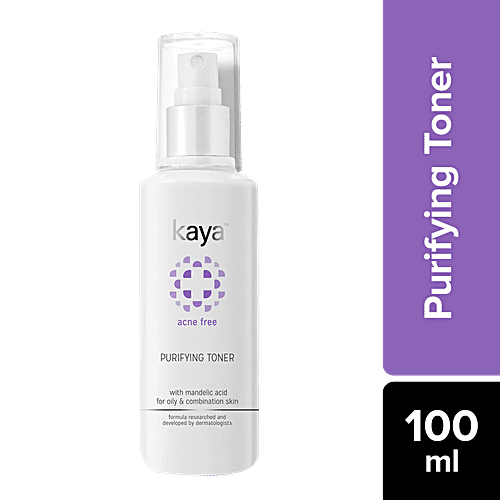 kaya™
acne free
PURIFYING TONER
with mandelic acid
for oily & combination skin
formula researched and
developed by dermatologists
Purifying Toner
100
ml